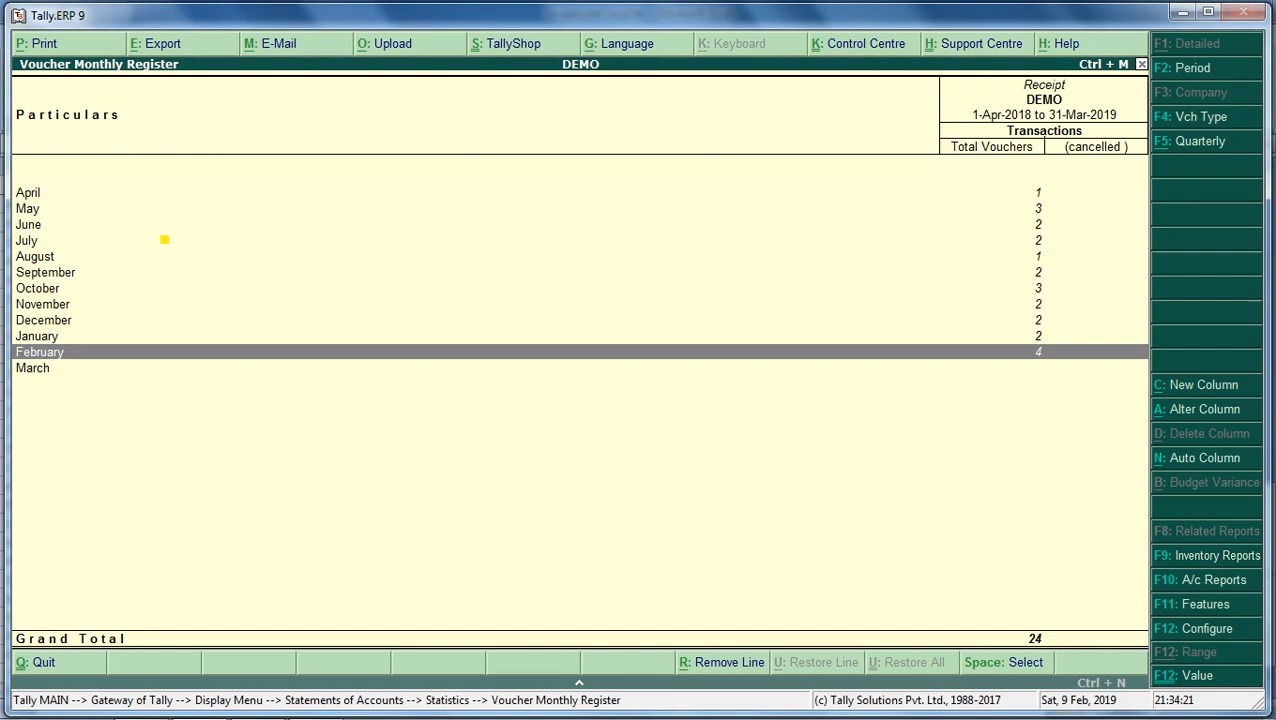 Tally.ERP 9
P: Print E: Export M: E-Mail O: Upload S: TallyShop G: Language K: Keyboard K: Control Centre H: Support Centre H: Help
Voucher Monthly Register DEMO Ctrl + M
Particulars
Receipt
DEMO
1-Apr-2018 to 31-Mar-2019
Transactions
Total Vouchers (cancelled )
April 1
May 3
June 2
July 2
August 1
September 2
October 3
November 2
December 2
January 2
February 4
March
Grand Total 24
Q: Quit R: Remove Line U: Restore Line U: Restore All Space: Select
Ctrl + N
Tally MAIN --> Gateway of Tally --> Display Menu --> Statements of Accounts --> Statistics --> Voucher Monthly Register (c) Tally Solutions Pvt. Ltd., 1988-2017 Sat, 9 Feb, 2019 21:34:21
F1: Detailed
F2: Period
F3: Company
F4: Vch Type
F5: Quarterly
C: New Column
A: Alter Column
D: Delete Column
N: Auto Column
B: Budget Variance
F8: Related Reports
F9: Inventory Reports
F10: A/c Reports
F11: Features
F12: Configure
F12: Range
F12: Value